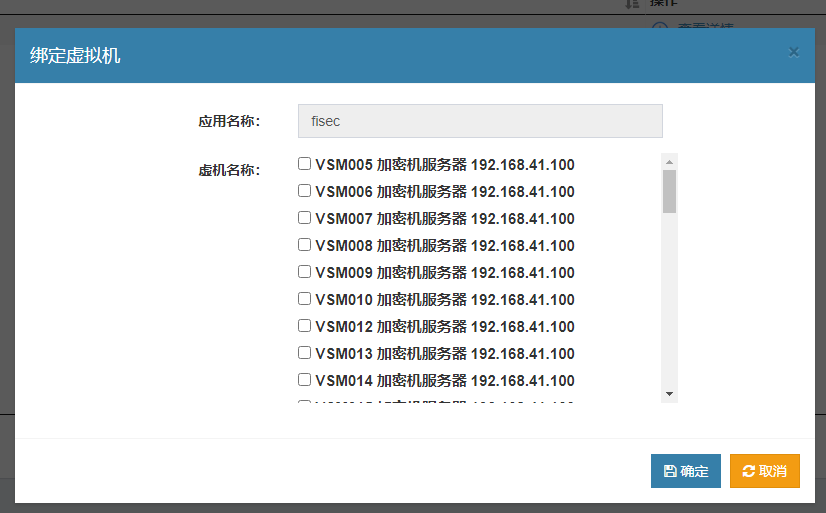 操作
查看详情
绑定虚拟机
×
应用名称：
fisec
虚机名称：
VSM005 加密机服务器 192.168.41.100
VSM006 加密机服务器 192.168.41.100
VSM007 加密机服务器 192.168.41.100
VSM008 加密机服务器 192.168.41.100
VSM009 加密机服务器 192.168.41.100
VSM010 加密机服务器 192.168.41.100
VSM012 加密机服务器 192.168.41.100
VSM013 加密机服务器 192.168.41.100
VSM014 加密机服务器 192.168.41.100
确定
取消